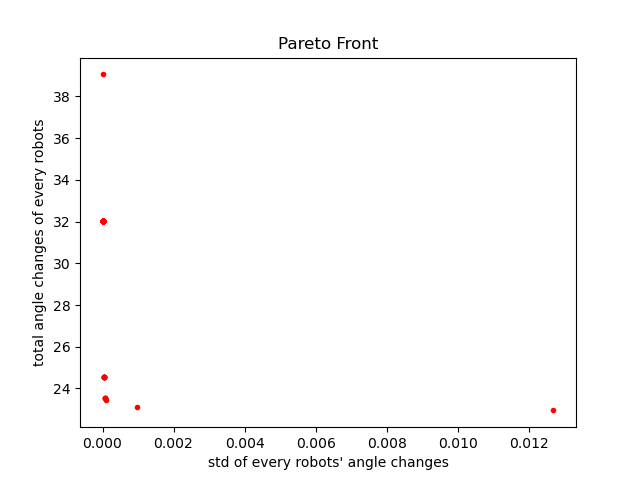 Pareto Front
total angle changes of every robots
38
36
34
32
30
28
26
24
0.000 0.002 0.004 0.006 0.008 0.010 0.012
std of every robots' angle changes